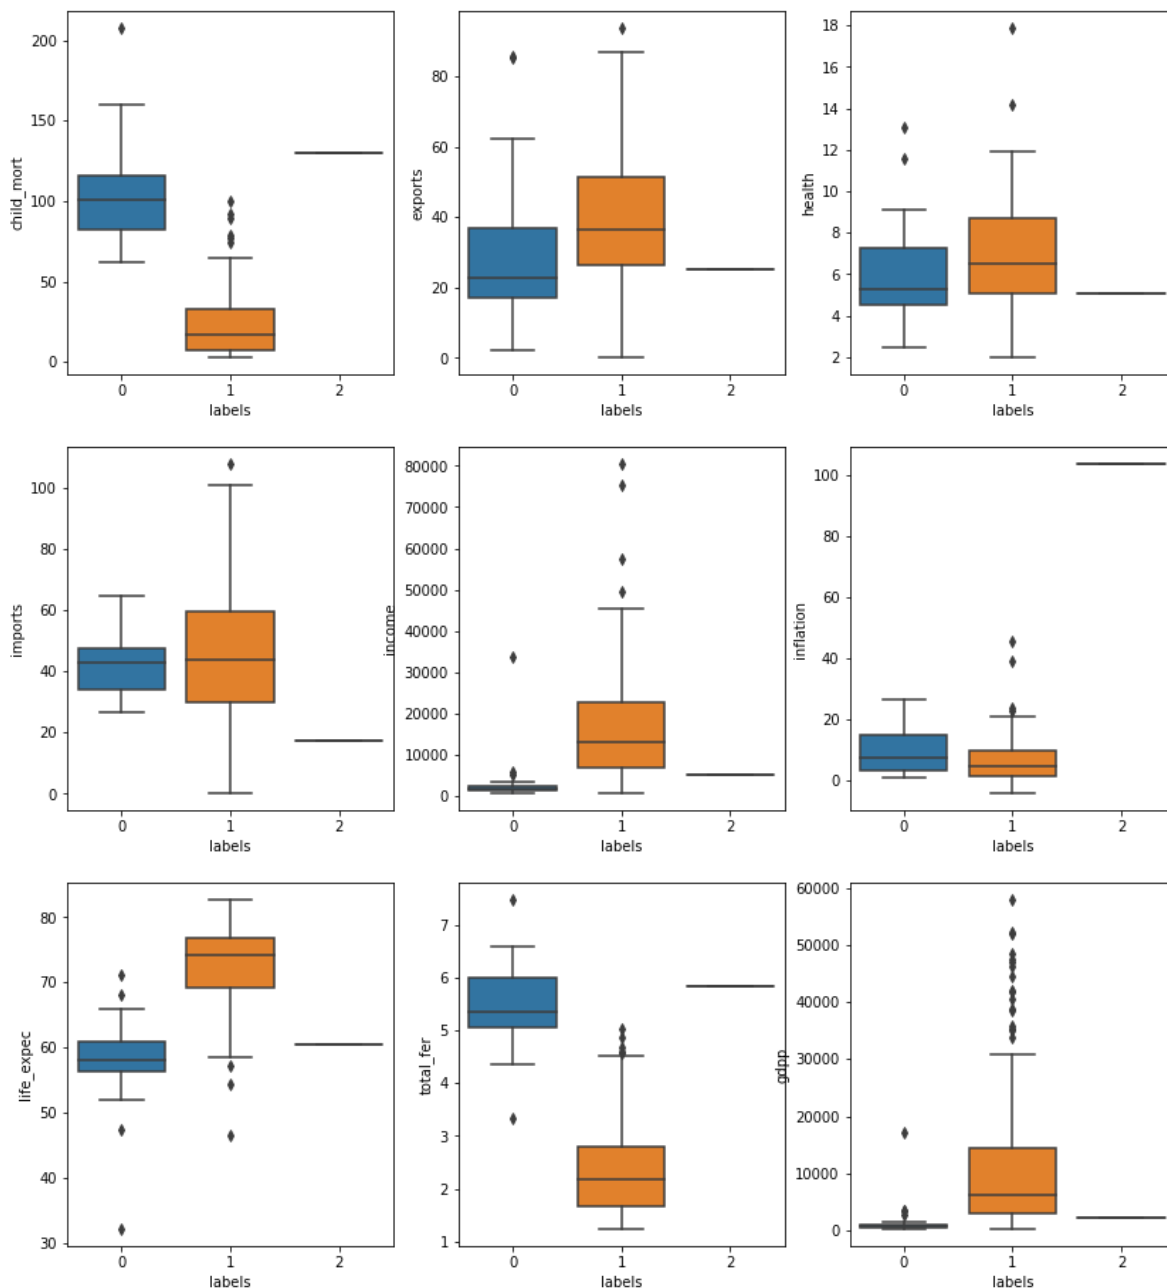 200
150
100
50
0
child_mort
0 1 2
labels
80
60
40
20
0
exports
0 1 2
labels
18
16
14
12
10
8
6
4
2
health
0 1 2
labels
100
80
60
40
20
0
imports
0 1 2
labels
80000
70000
60000
50000
40000
30000
20000
10000
0
income
0 1 2
labels
100
80
60
40
20
0
inflation
0 1 2
labels
80
70
60
50
40
30
life_expec
0 1 2
labels
7
6
5
4
3
2
1
total_fer
0 1 2
labels
60000
50000
40000
30000
20000
10000
0
gdpp
0 1 2
labels